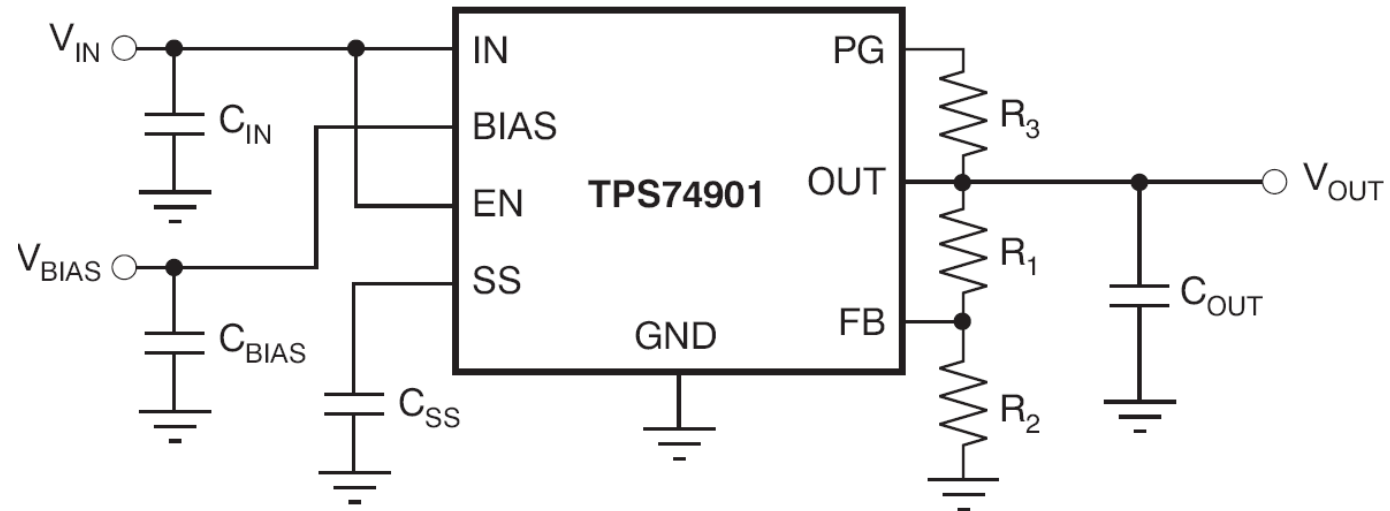 V_IN
IN
PG
C_IN
R_3
BIAS
TPS74901
OUT
V_OUT
EN
V_BIAS
SS
R_1
C_OUT
GND
FB
C_BIAS
C_SS
R_2